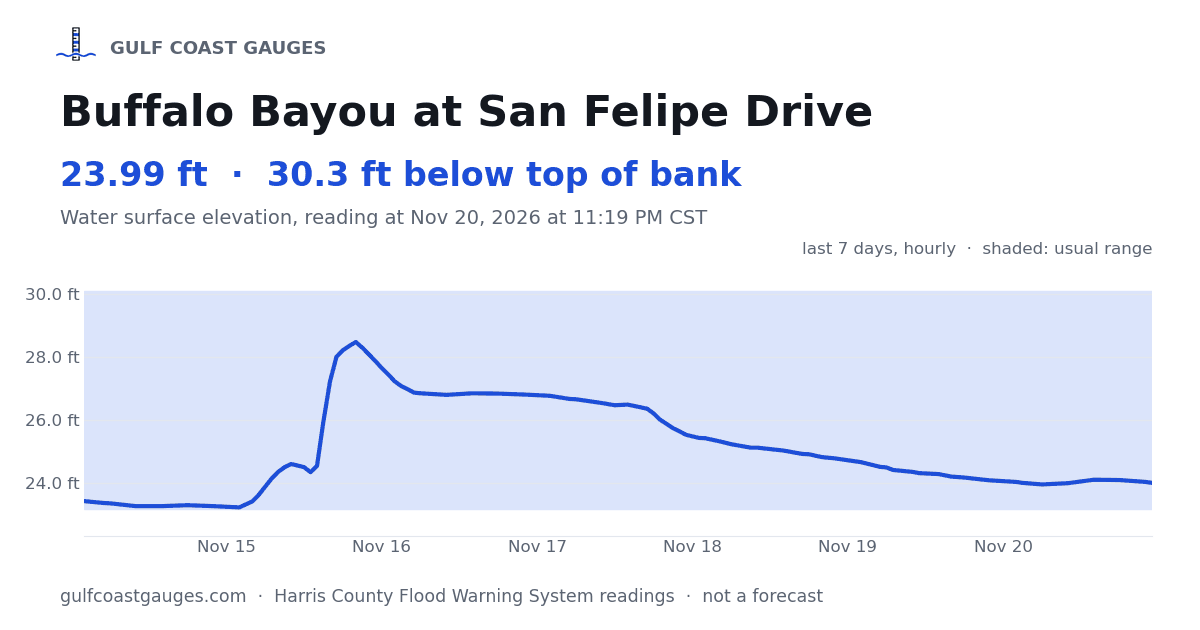 GULF COAST GAUGES
Buffalo Bayou at San Felipe Drive
23.99 ft · 30.3 ft below top of bank
Water surface elevation, reading at Nov 20, 2026 at 11:19 PM CST
last 7 days, hourly · shaded: usual range
30.0 ft
28.0 ft
26.0 ft
24.0 ft
Nov 15 Nov 16 Nov 17 Nov 18 Nov 19 Nov 20
gulfcoastgauges.com · Harris County Flood Warning System readings · not a forecast